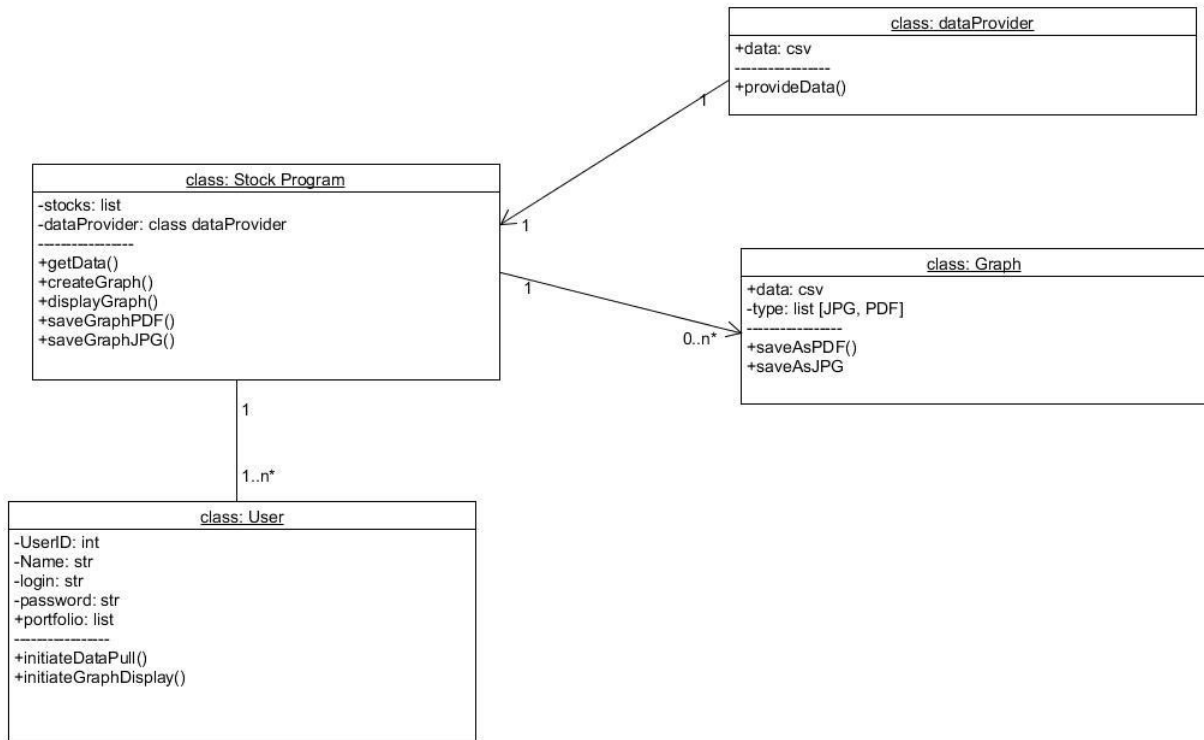 class: dataProvider
+data: csv
-----------------
+provideData()
1
1
class: Stock Program
-stocks: list
-dataProvider: class dataProvider
-----------------
+getData()
+createGraph()
+displayGraph()
+saveGraphPDF()
+saveGraphJPG()
1
0..n*
class: Graph
+data: csv
-type: list [JPG, PDF]
-----------------
+saveAsPDF()
+saveAsJPG
1
1..n*
class: User
-UserID: int
-Name: str
-login: str
-password: str
+portfolio: list
-----------------
+initiateDataPull()
+initiateGraphDisplay()